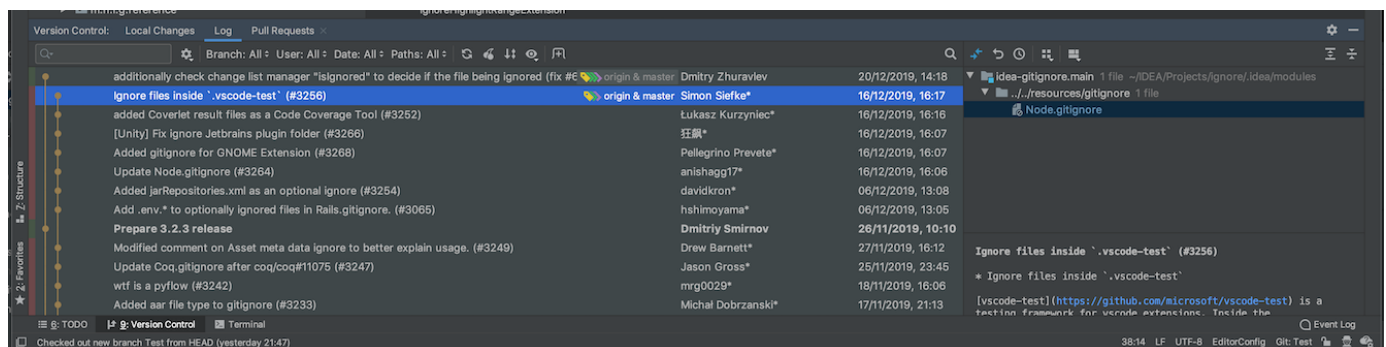 Version Control: Local Changes Log Pull Requests ×
Branch: All User: All Date: All Paths: All
additionally check change list manager "isIgnored" to decide if the file being ignored (fix #6 origin & master Dmitry Zhuravlev 20/12/2019, 14:18
Ignore files inside `.vscode-test` (#3256) origin & master Simon Siefke* 16/12/2019, 16:17
added Coverlet result files as a Code Coverage Tool (#3252) Łukasz Kurzyniec* 16/12/2019, 16:16
[Unity] Fix ignore Jetbrains plugin folder (#3266) 狂飙* 16/12/2019, 16:07
Added gitignore for GNOME Extension (#3268) Pellegrino Prevete* 16/12/2019, 16:07
Update Node.gitignore (#3264) anishagg17* 16/12/2019, 16:06
Added jarRepositories.xml as an optional ignore (#3254) davidkron* 06/12/2019, 13:08
Add .env.* to optionally ignored files in Rails.gitignore. (#3065) hshimoyama* 06/12/2019, 13:05
Prepare 3.2.3 release Dmitriy Smirnov 26/11/2019, 10:10
Modified comment on Asset meta data ignore to better explain usage. (#3249) Drew Barnett* 27/11/2019, 16:12
Update Coq.gitignore after coq/coq#11075 (#3247) Jason Gross* 25/11/2019, 23:45
wtf is a pyflow (#3242) mrg0029* 18/11/2019, 16:06
Added aar file type to gitignore (#3233) Michał Dobrzanski* 17/11/2019, 21:13
idea-gitignore.main 1 file ~/IDEA/Projects/ignore/.idea/modules
../../resources/gitignore 1 file
Node.gitignore
Ignore files inside `.vscode-test` (#3256)
* Ignore files inside `.vscode-test`
[vscode-test](https://github.com/microsoft/vscode-test) is a
testing framework for vscode extensions. Inside the
Z: Structure
2: Favorites
6: TODO 9: Version Control Terminal Event Log
Checked out new branch Test from HEAD (yesterday 21:47) 38:14 LF UTF-8 EditorConfig Git: Test